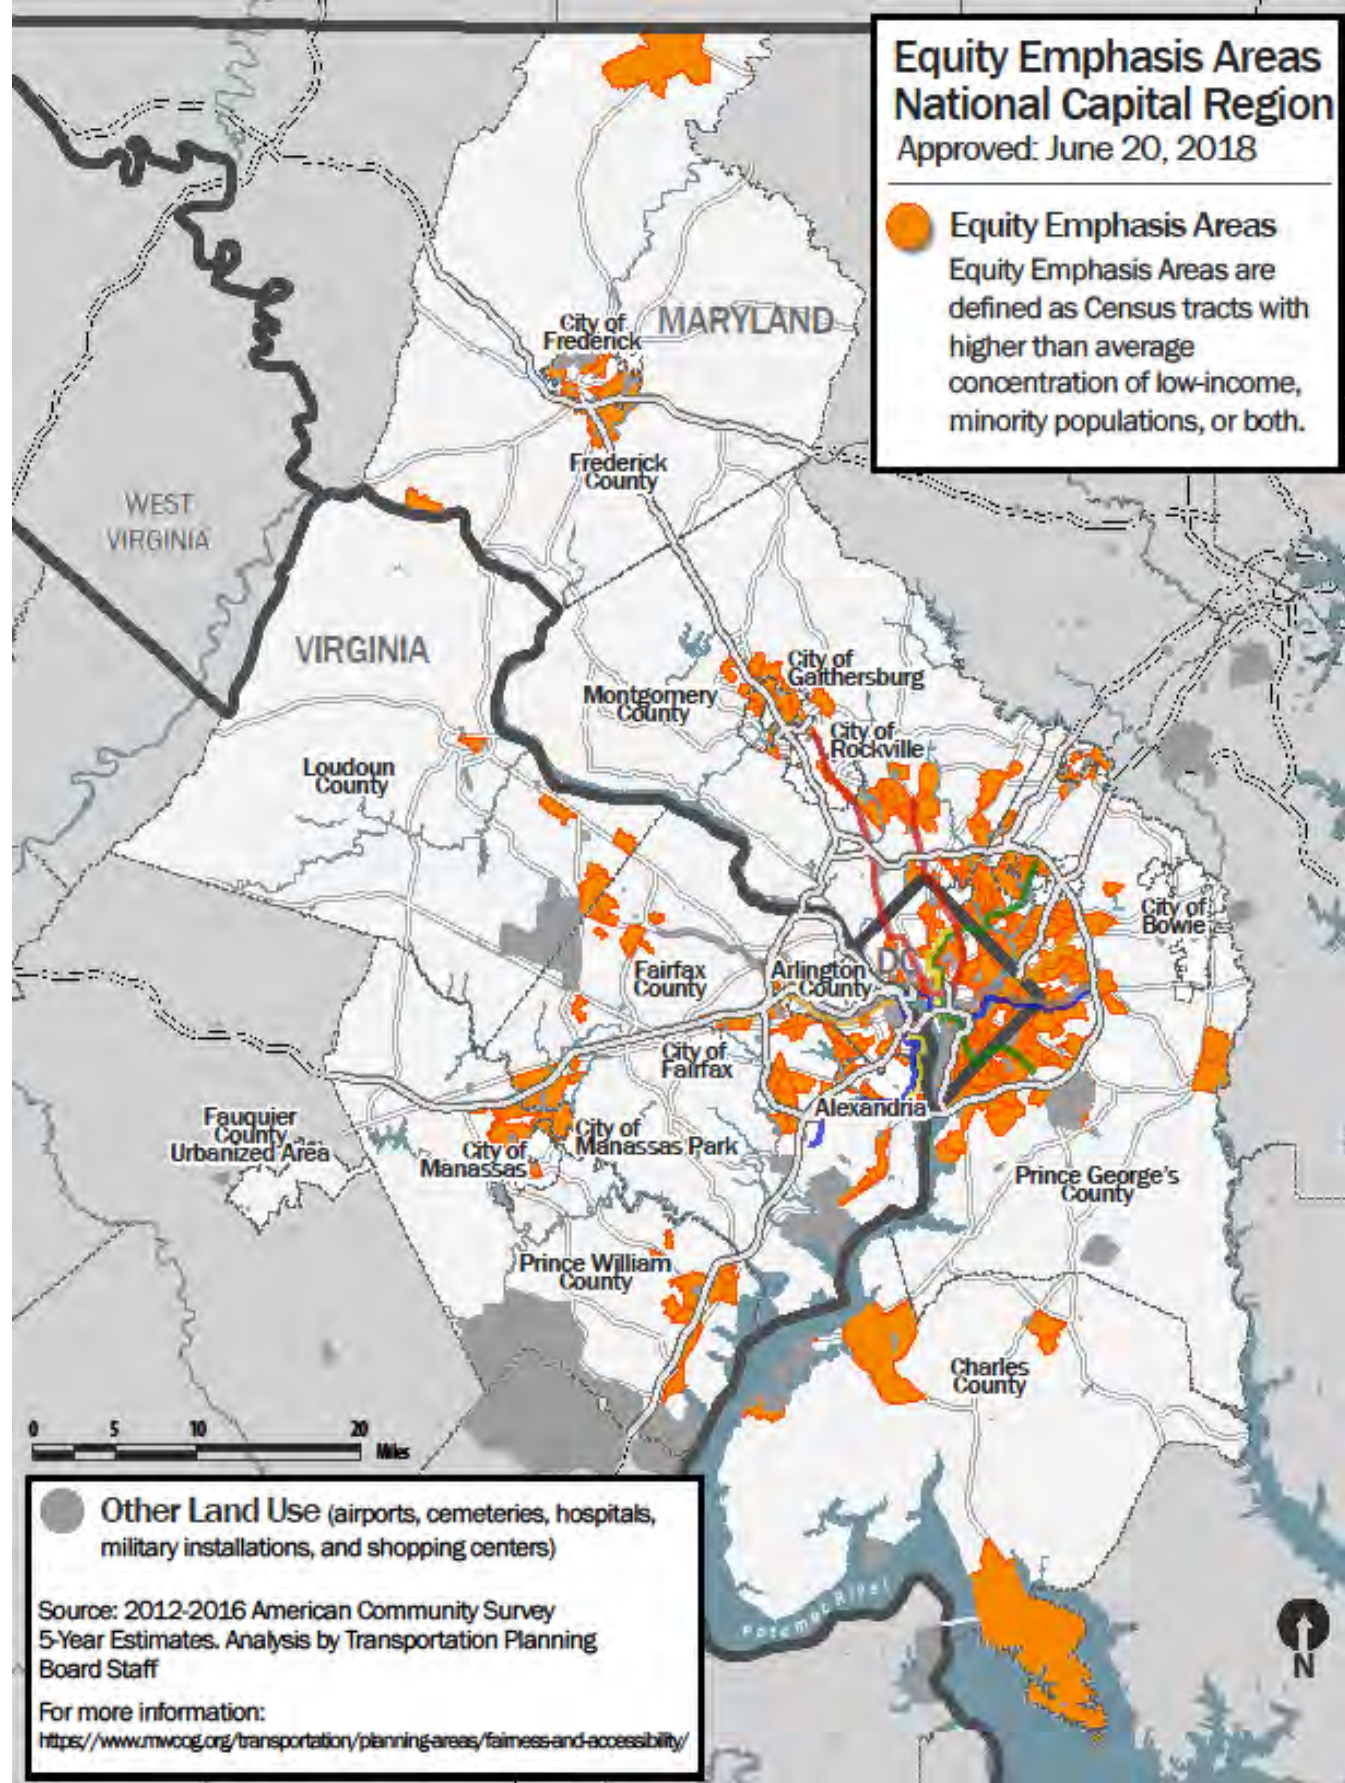 Equity Emphasis Areas
National Capital Region
Approved: June 20, 2018
Equity Emphasis Areas
Equity Emphasis Areas are
defined as Census tracts with
higher than average
concentration of low-income,
minority populations, or both.
City of
Frederick
MARYLAND
Frederick
County
WEST
VIRGINIA
VIRGINIA
City of
Gaithersburg
Montgomery
County
City of
Rockville
Loudoun
County
City of
Bowie
DC
Fairfax
County
Arlington
County
City of
Fairfax
Alexandria
Fauquier
County
Urbanized Area
City of
Manassas Park
City of
Manassas
Prince George's
County
Prince William
County
Charles
County
0 5 10 20
Miles
Other Land Use (airports, cemeteries, hospitals,
military installations, and shopping centers)
Source: 2012-2016 American Community Survey
5-Year Estimates. Analysis by Transportation Planning
Board Staff
For more information:
https://www.mwcog.org/transportation/planning-areas/fairness-and-accessibility/
Potomac River
N